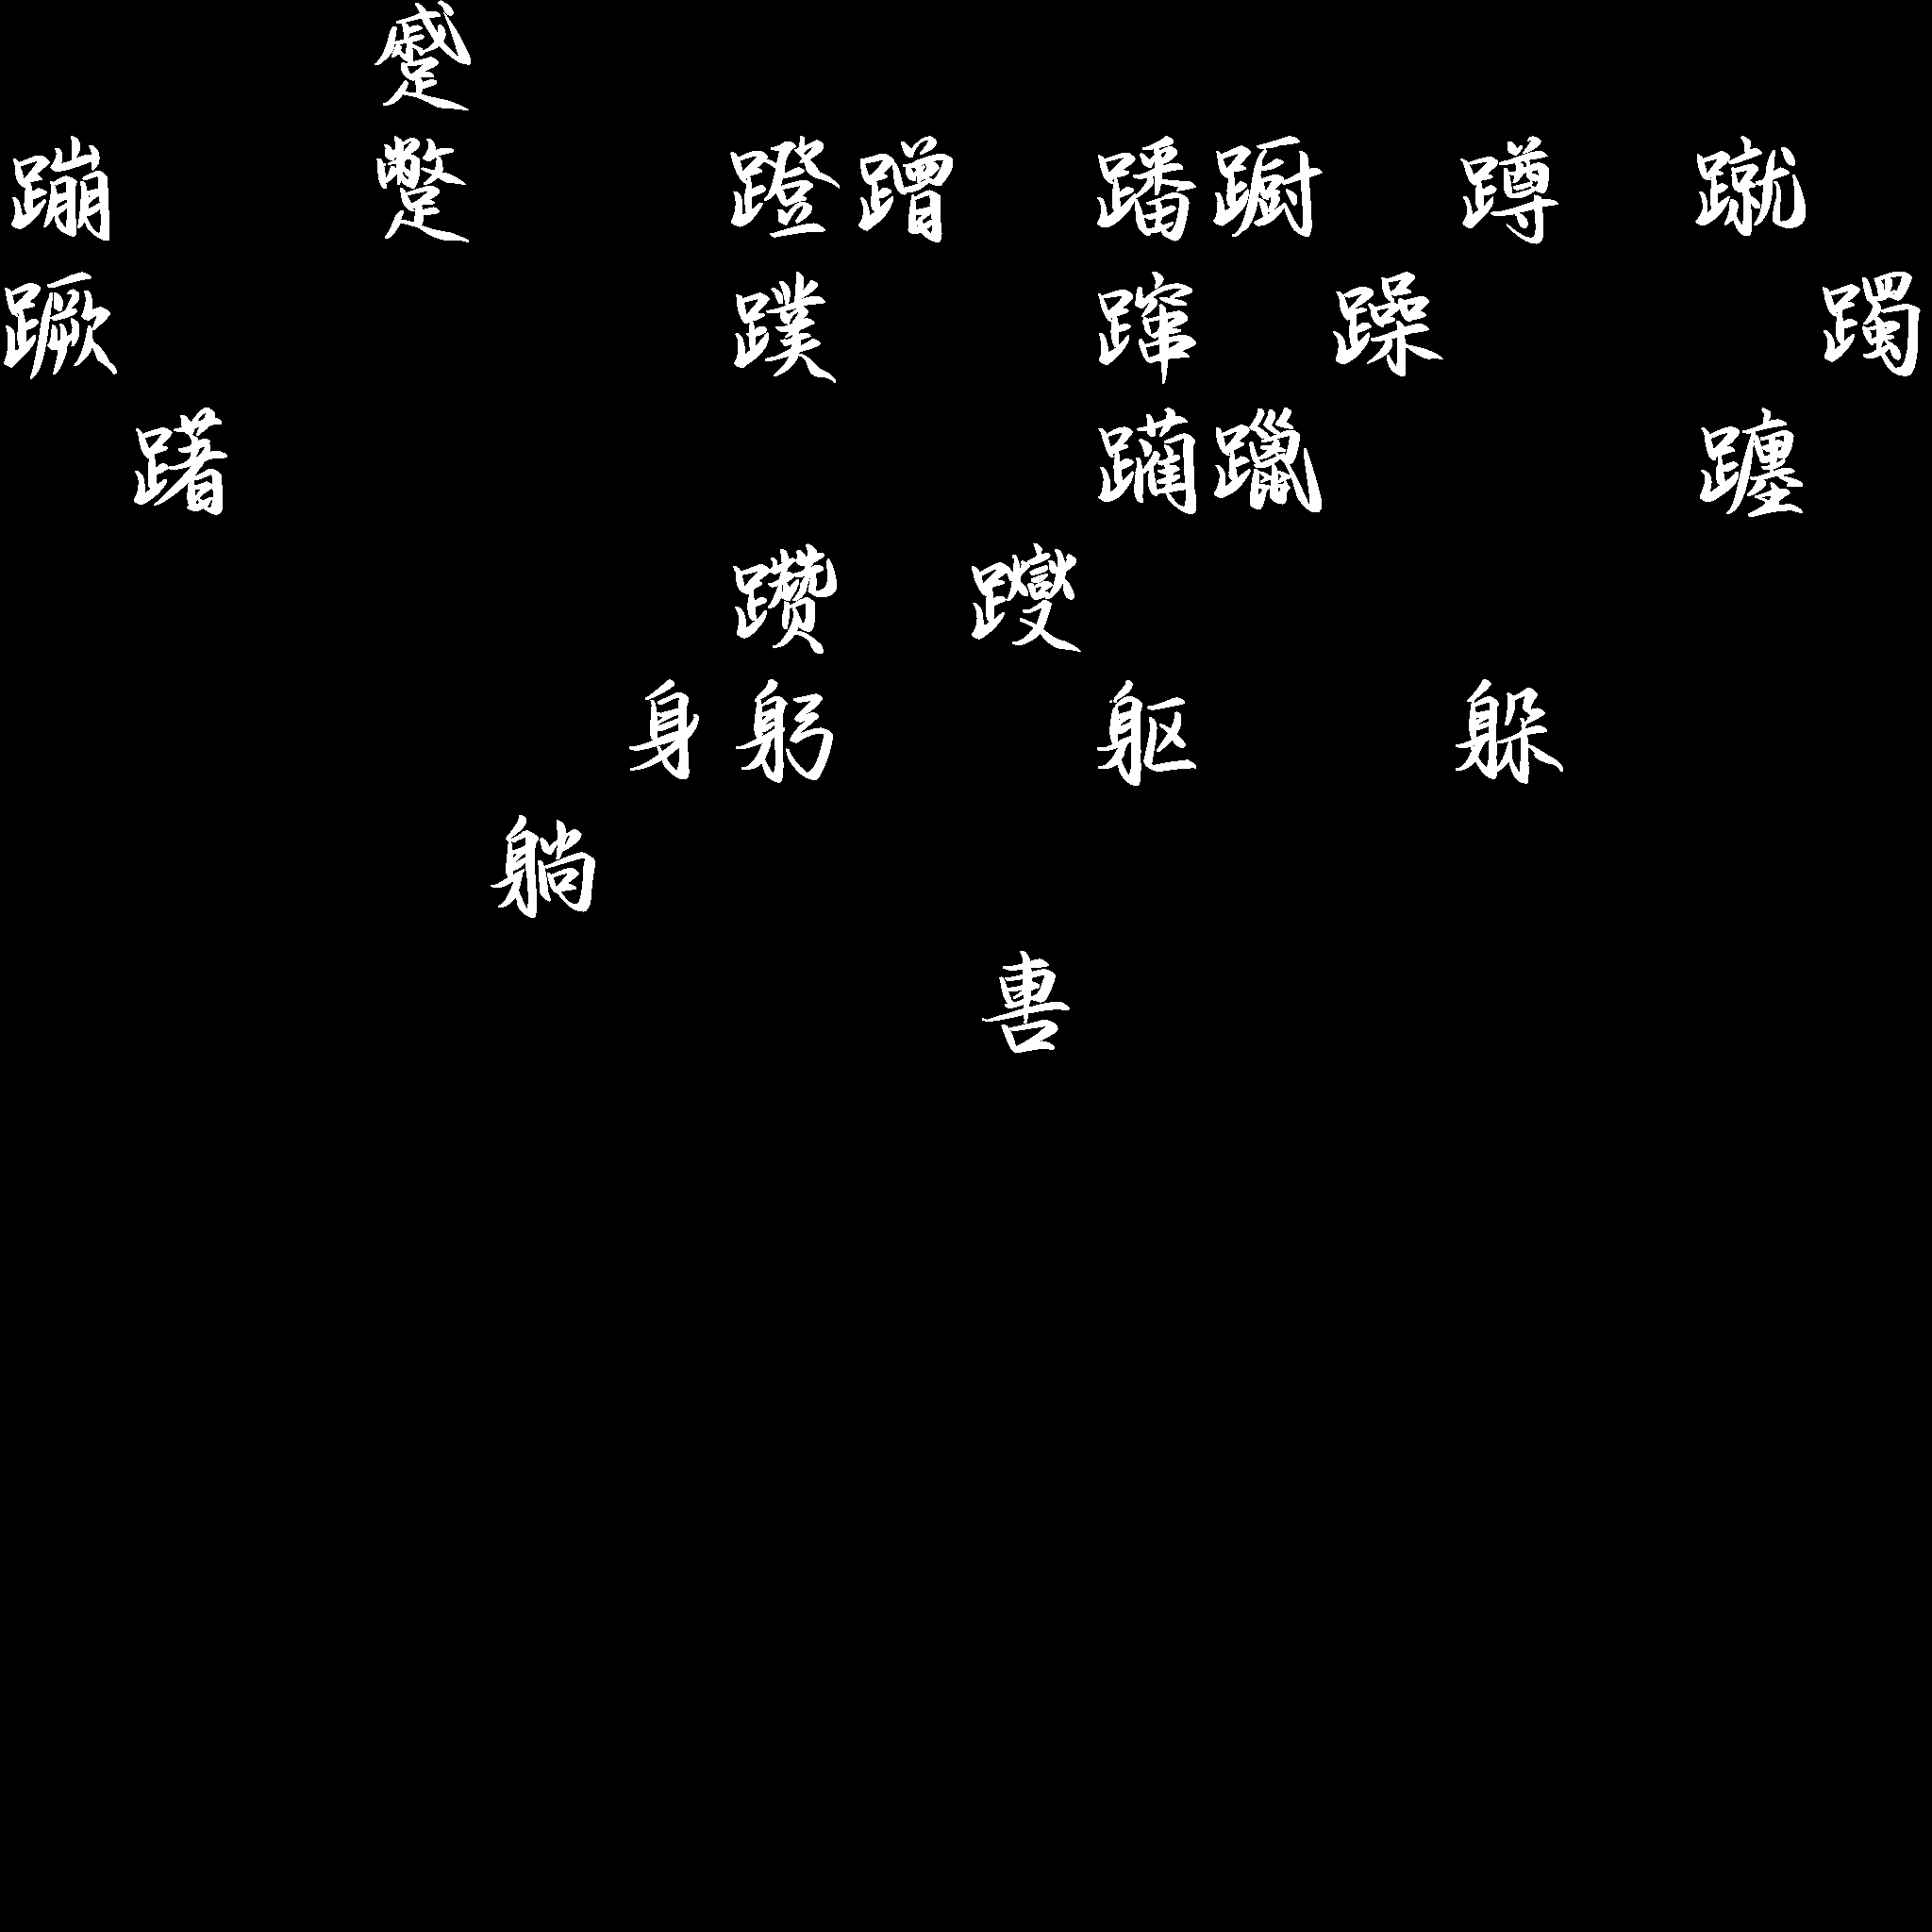 蹙
蹦 蹩 蹬 蹭 蹯 蹰 蹲 蹴
蹶 蹼 蹿 躁 躅
躇 躏 躐 躔
躜 躞
身 躬 躯 躲
躺
軎